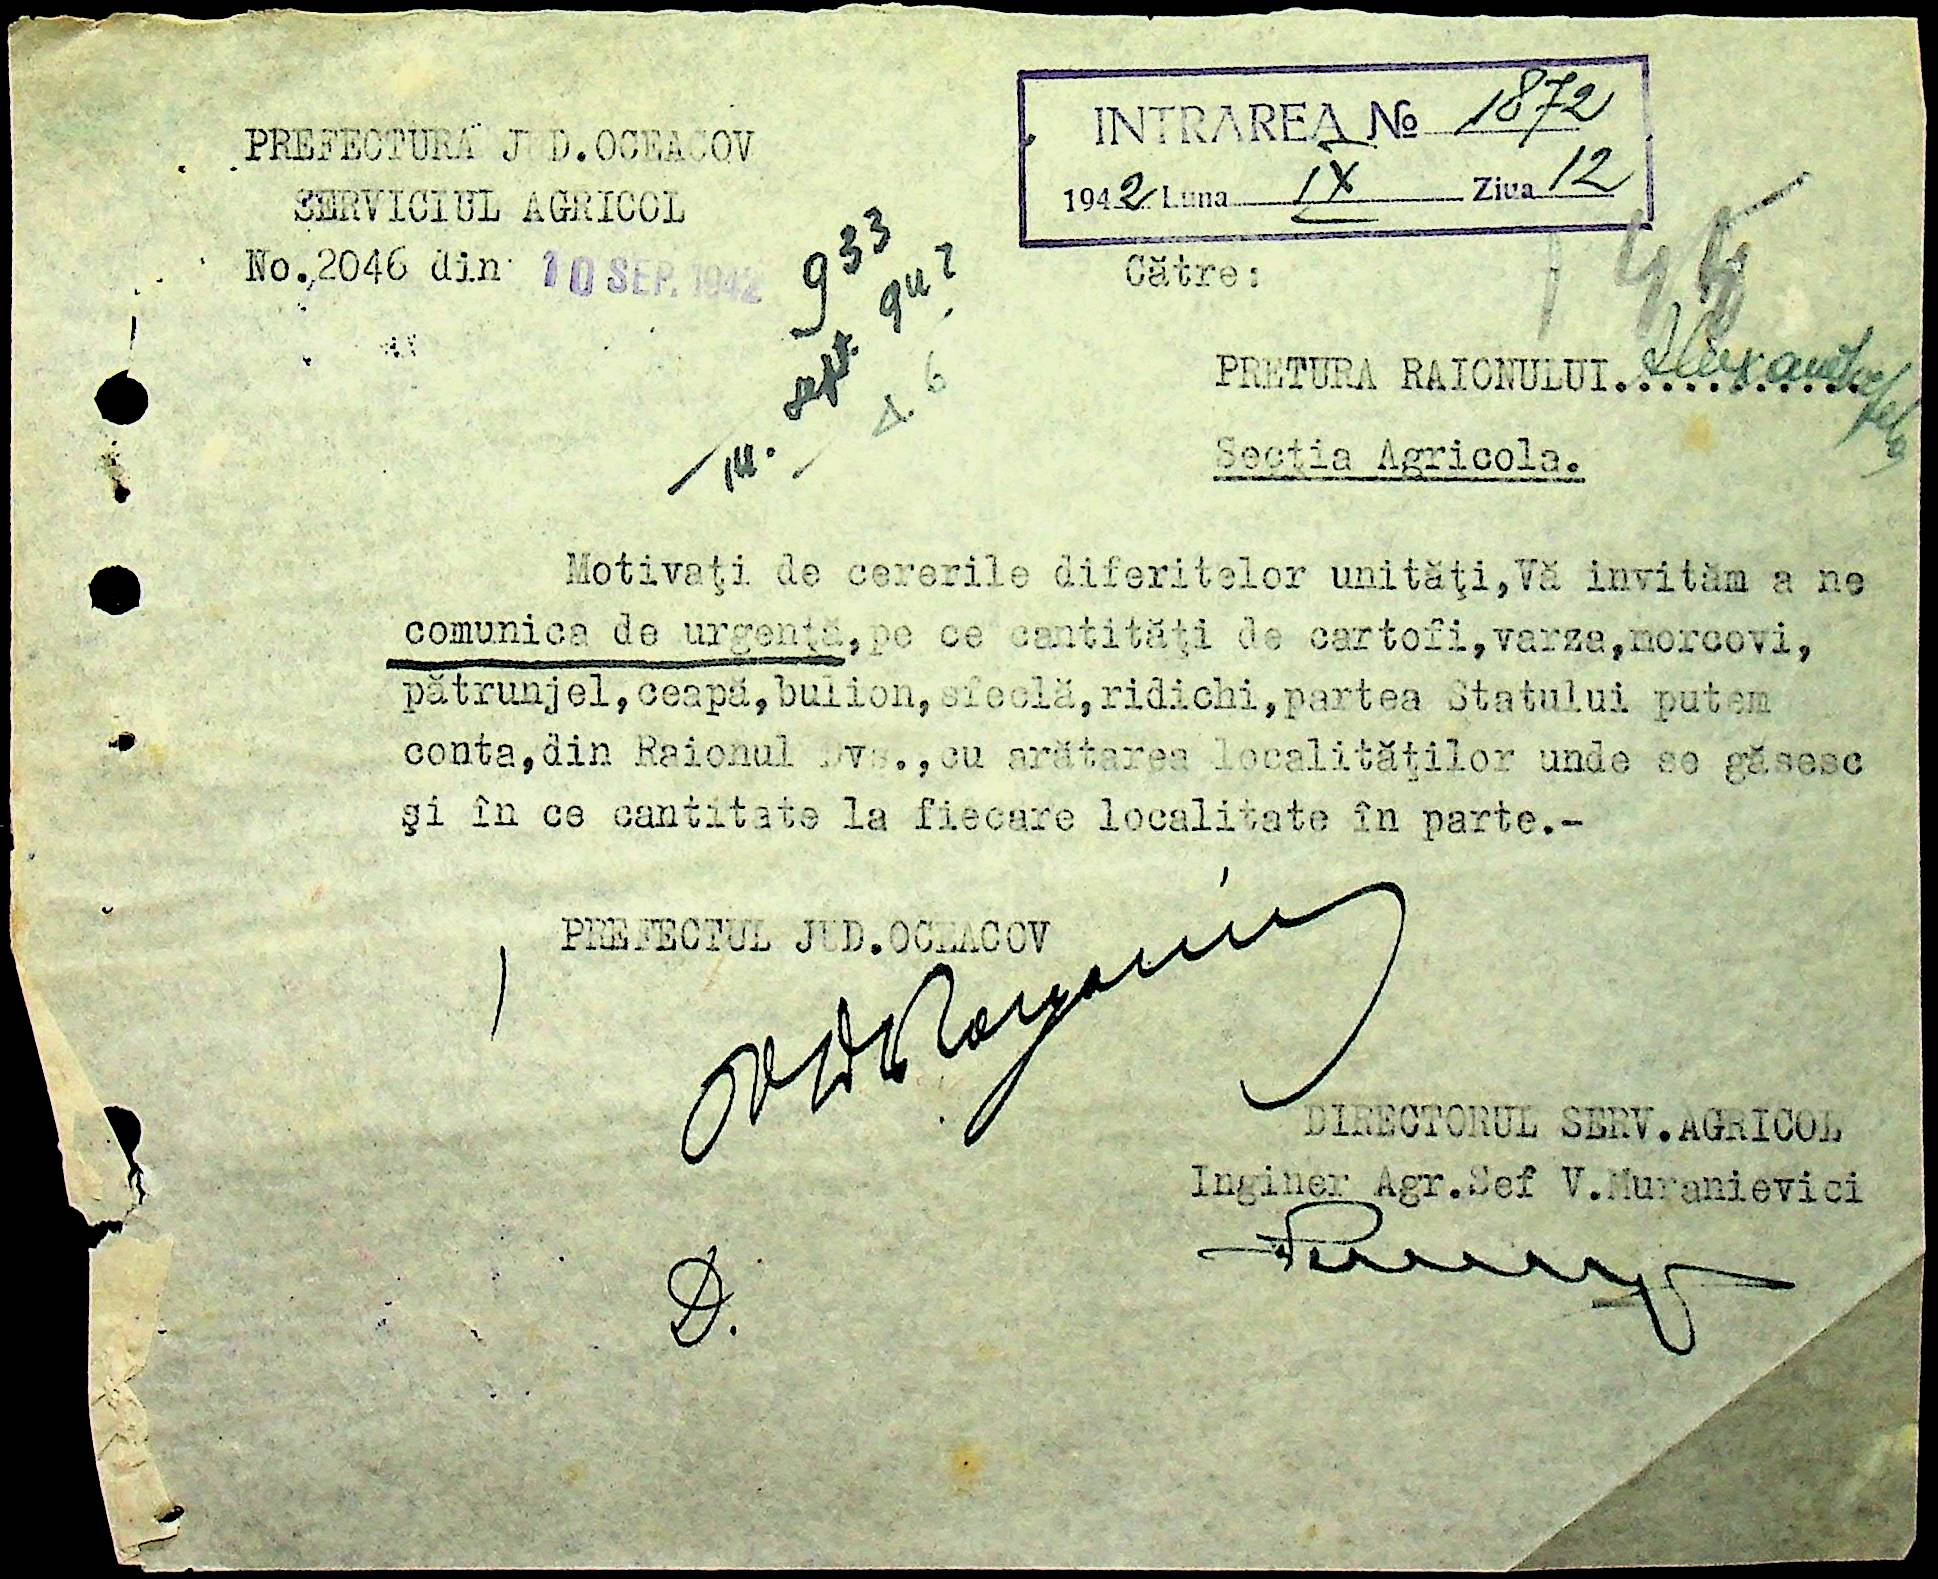 INTRAREA № 1872
1942 Luna IX Ziua 12
PREFECTURA JUD.OCEACOV
SERVICIUL AGRICOL
No.2046 din 10 SEP. 1942
933
Către:
PRETURA RAIONULUI..........
Secţia Agricola.
Motivaţi de cererile diferitelor unităţi,Vă invităm a ne
comunica de urgenţă,pe ce cantităţi de cartofi,varza,morcovi,
pătrunjel,ceapă,bulion,sfeclă,ridichi,partea Statului putem
conta,din Raionul Dvs.,cu arătarea localităţilor unde se găsesc
şi în ce cantitate la fiecare localitate în parte.-
PREFECTUL JUD.OCEACOV
DIRECTORUL SERV.AGRICOL
Inginer Agr.Sef V.Muranievici
D.